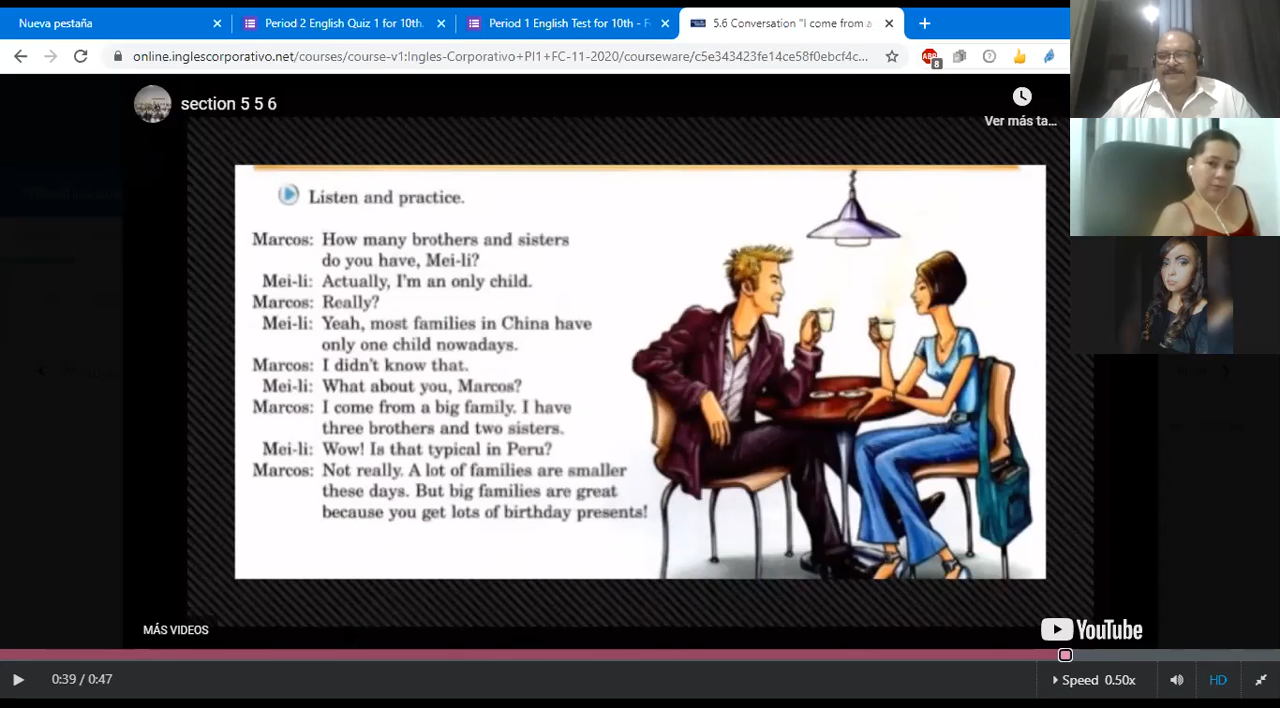 Nueva pestaña
Period 2 English Quiz 1 for 10th.
Period 1 English Test for 10th - F
5.6 Conversation "I come from a
online.inglescorporativo.net/courses/course-v1:Ingles-Corporativo+PI1+FC-11-2020/courseware/c5e343423fe14ce58f0ebcf4c...
ABP
8
section 5 5 6
Ver más ta...
Listen and practice.
Marcos: How many brothers and sisters
do you have, Mei-li?
Mei-li: Actually, I'm an only child.
Marcos: Really?
Mei-li: Yeah, most families in China have
only one child nowadays.
Marcos: I didn't know that.
Mei-li: What about you, Marcos?
Marcos: I come from a big family. I have
three brothers and two sisters.
Mei-li: Wow! Is that typical in Peru?
Marcos: Not really. A lot of families are smaller
these days. But big families are great
because you get lots of birthday presents!
MÁS VIDEOS
YouTube
0:39 / 0:47
Speed 0.50x
HD